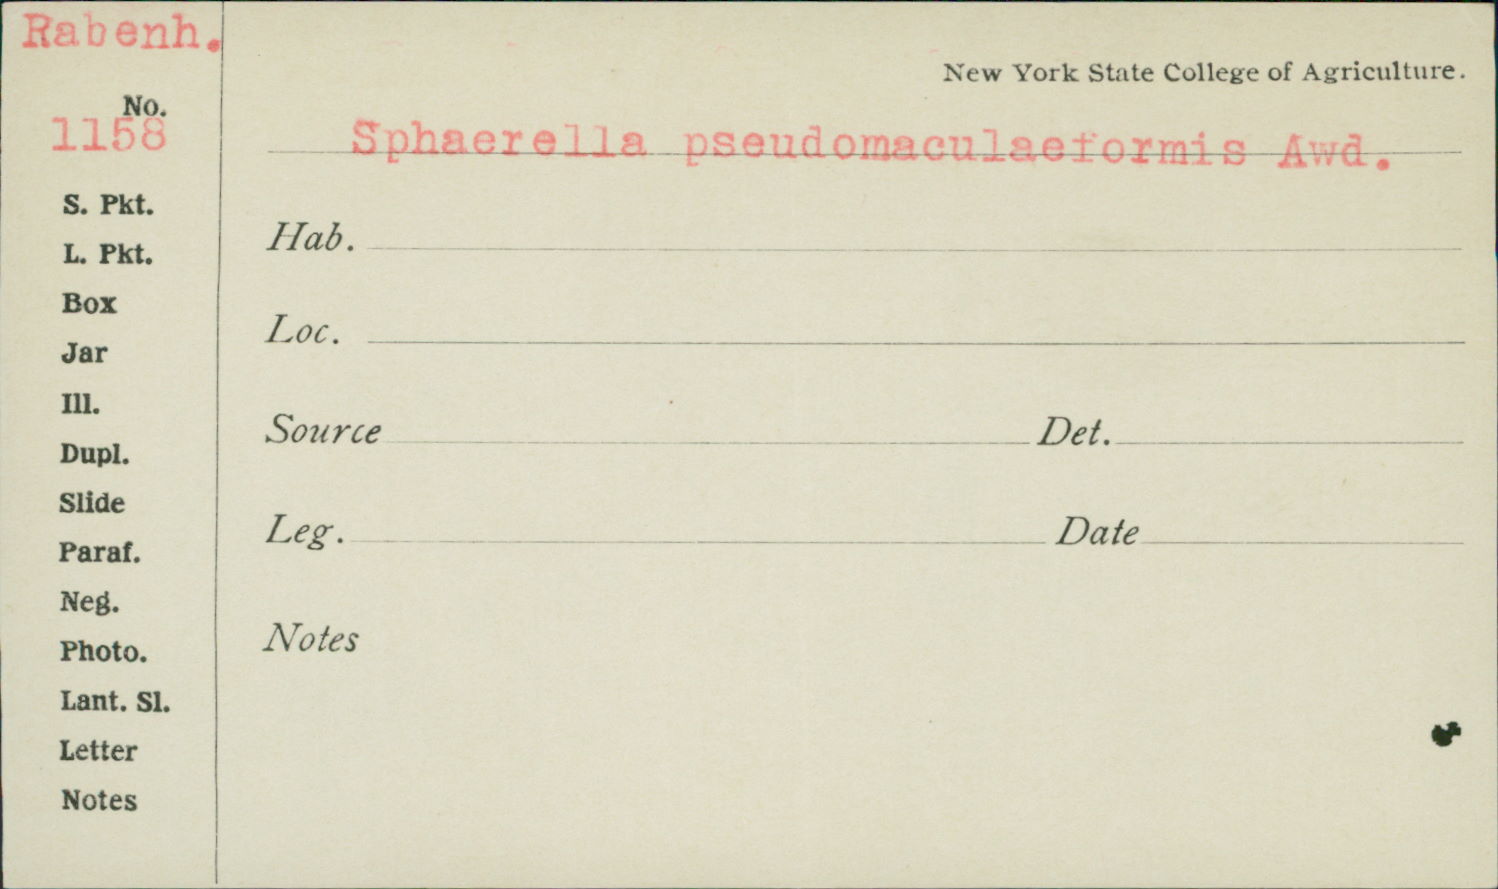 Rabenh.
New York State College of Agriculture.
No.
1158
Sphaerella pseudomaculaeformis Awd.
S. Pkt.
L. Pkt.
Box
Jar
Ill.
Dupl.
Slide
Paraf.
Neg.
Photo.
Lant. Sl.
Letter
Notes
Hab.
Loc.
Source Det.
Leg. Date
Notes